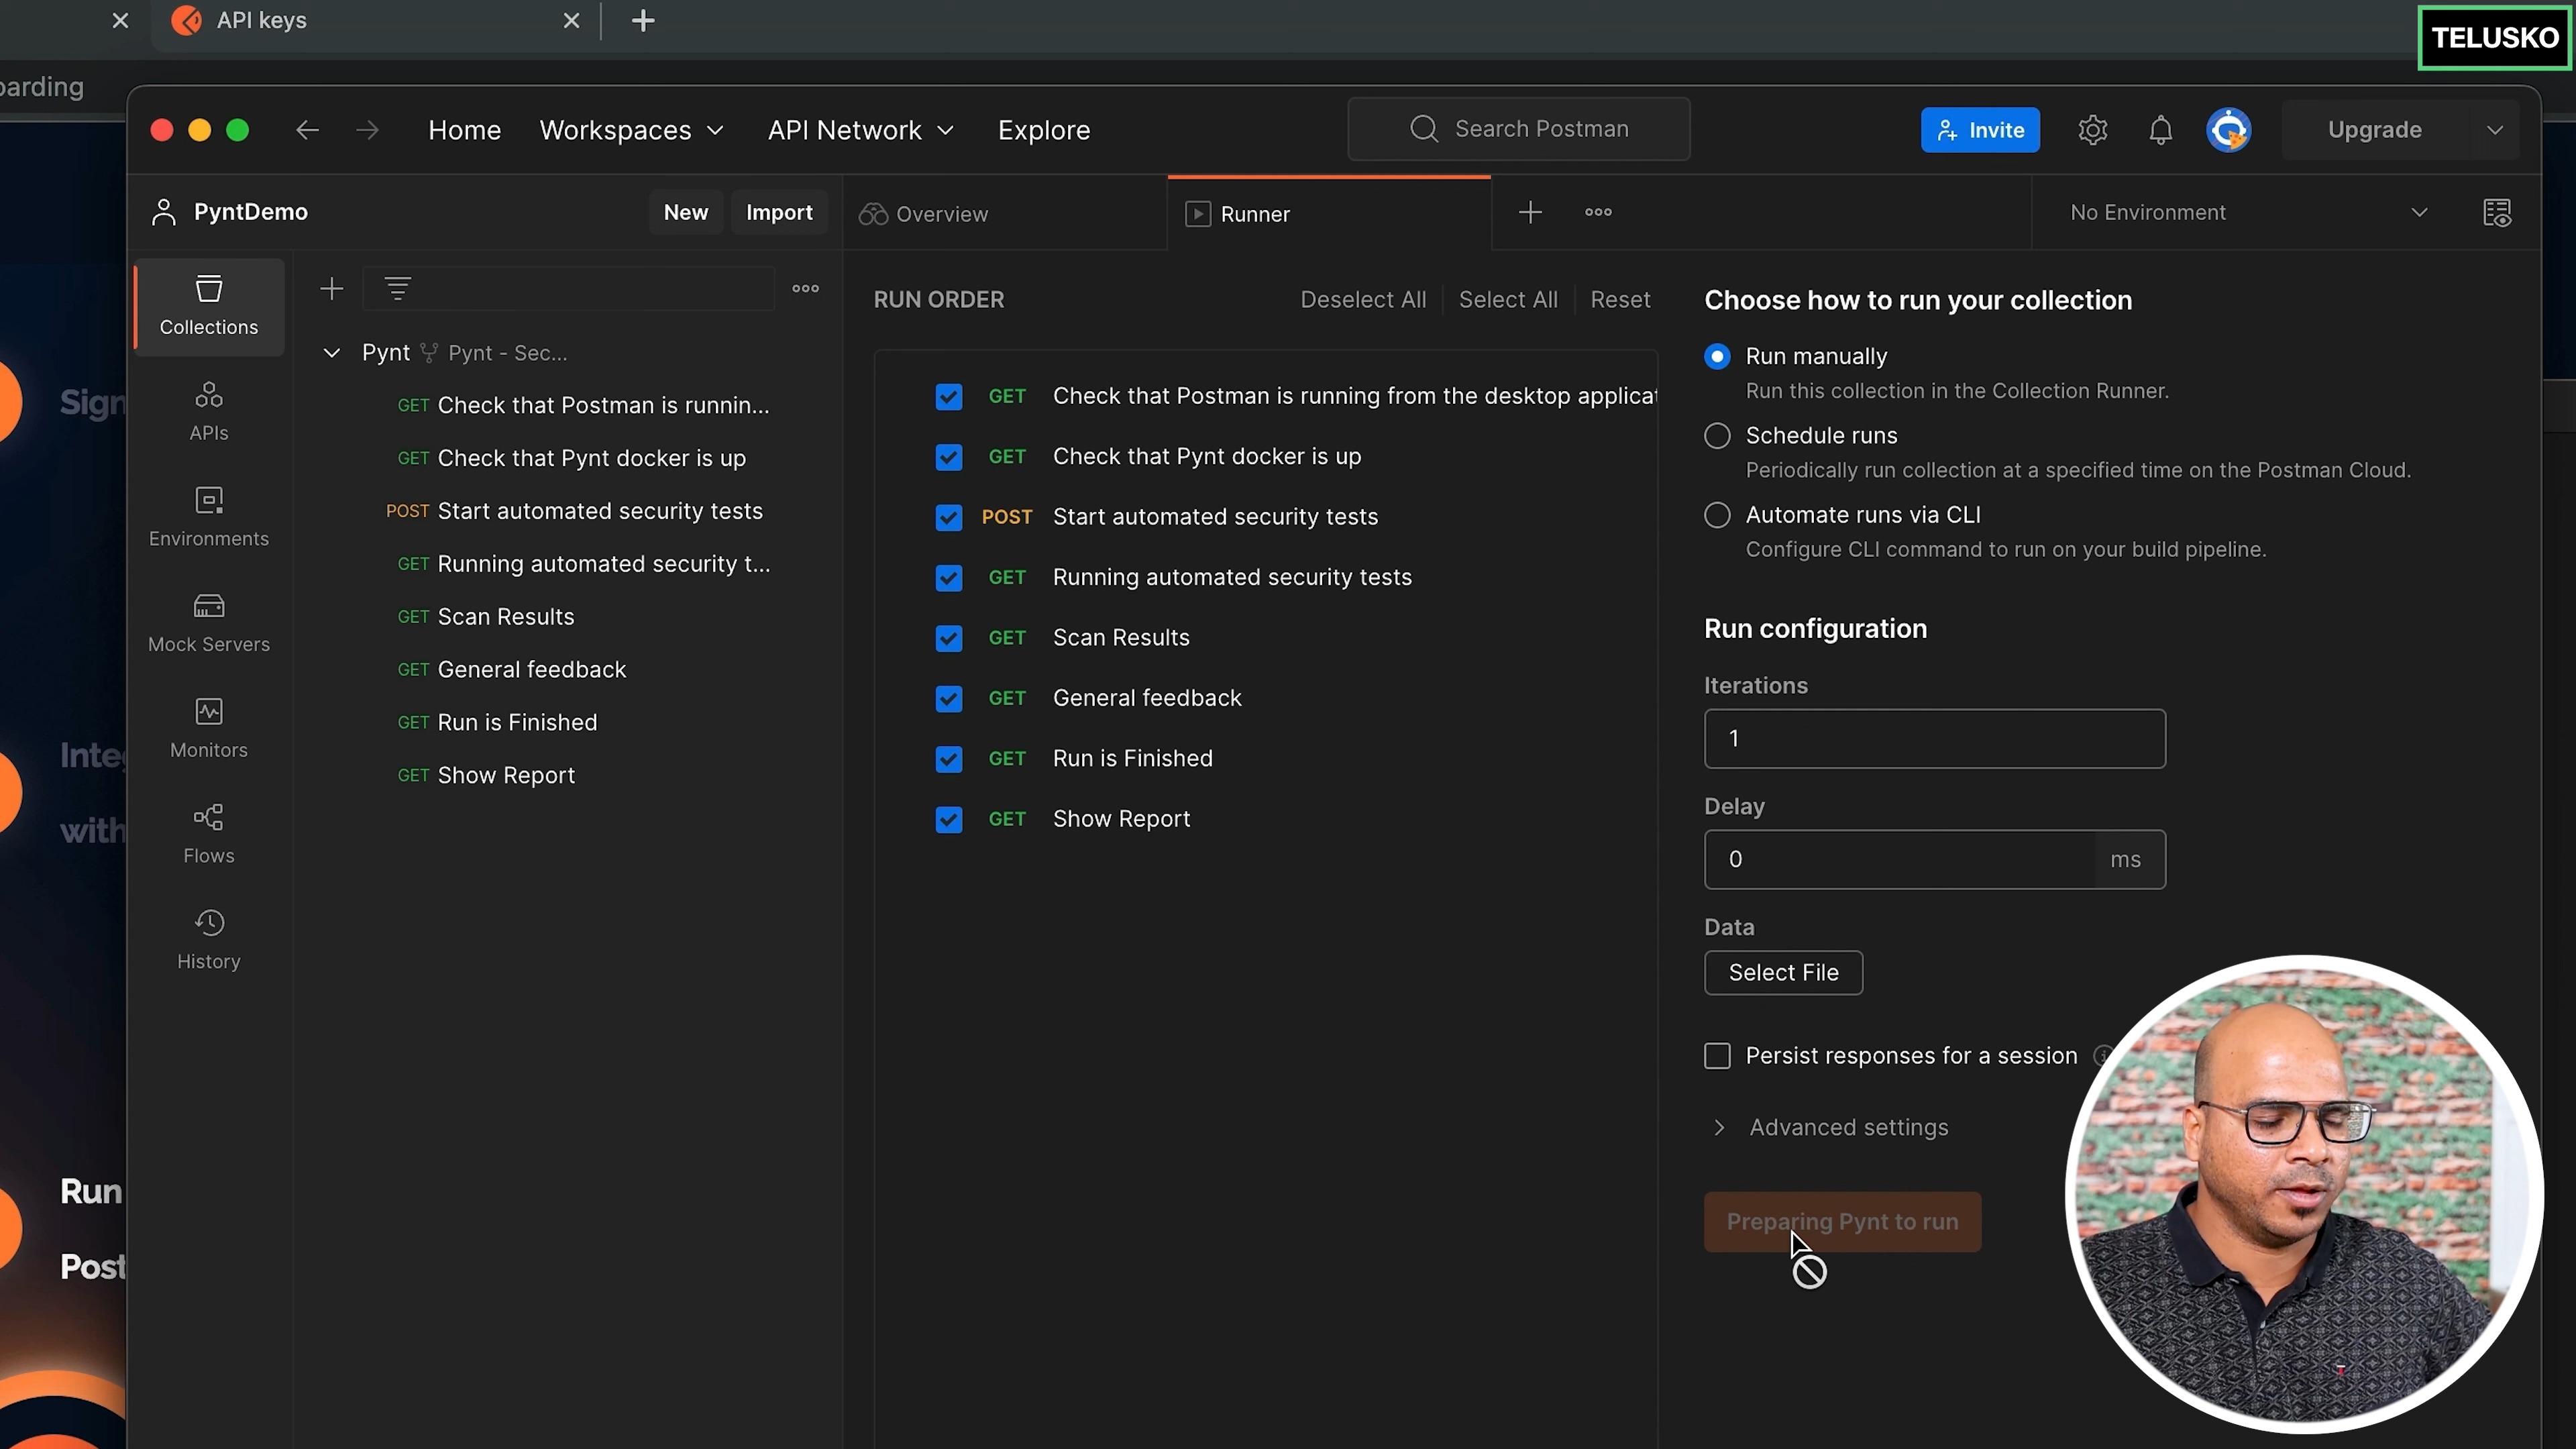 API keys
TELUSKO
oarding
Home Workspaces API Network Explore
Search Postman
Invite
Upgrade
PyntDemo
New Import
Overview
Runner
No Environment
Collections
APIs
Environments
Mock Servers
Monitors
Flows
History
Pynt Pynt - Sec...
GET Check that Postman is runnin...
GET Check that Pynt docker is up
POST Start automated security tests
GET Running automated security t...
GET Scan Results
GET General feedback
GET Run is Finished
GET Show Report
RUN ORDER
Deselect All Select All Reset
GET Check that Postman is running from the desktop applicat
GET Check that Pynt docker is up
POST Start automated security tests
GET Running automated security tests
GET Scan Results
GET General feedback
GET Run is Finished
GET Show Report
Choose how to run your collection
Run manually
Run this collection in the Collection Runner.
Schedule runs
Periodically run collection at a specified time on the Postman Cloud.
Automate runs via CLI
Configure CLI command to run on your build pipeline.
Run configuration
Iterations
1
Delay
0 ms
Data
Select File
Persist responses for a session
Advanced settings
Preparing Pynt to run
Sign
Inte
with
Run
Post